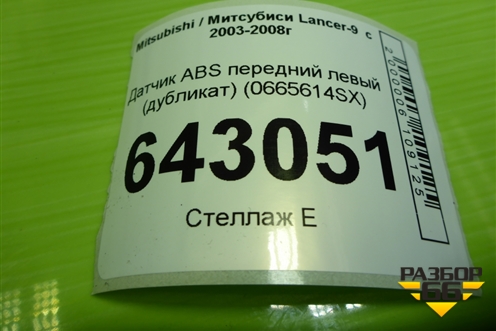 Mitsubishi / Митсубиси Lancer-9 с
2003-2008г
Датчик ABS передний левый
(дубликат) (0665614SX)
643051
Стеллаж Е
2000006109125
РАЗБОР
66